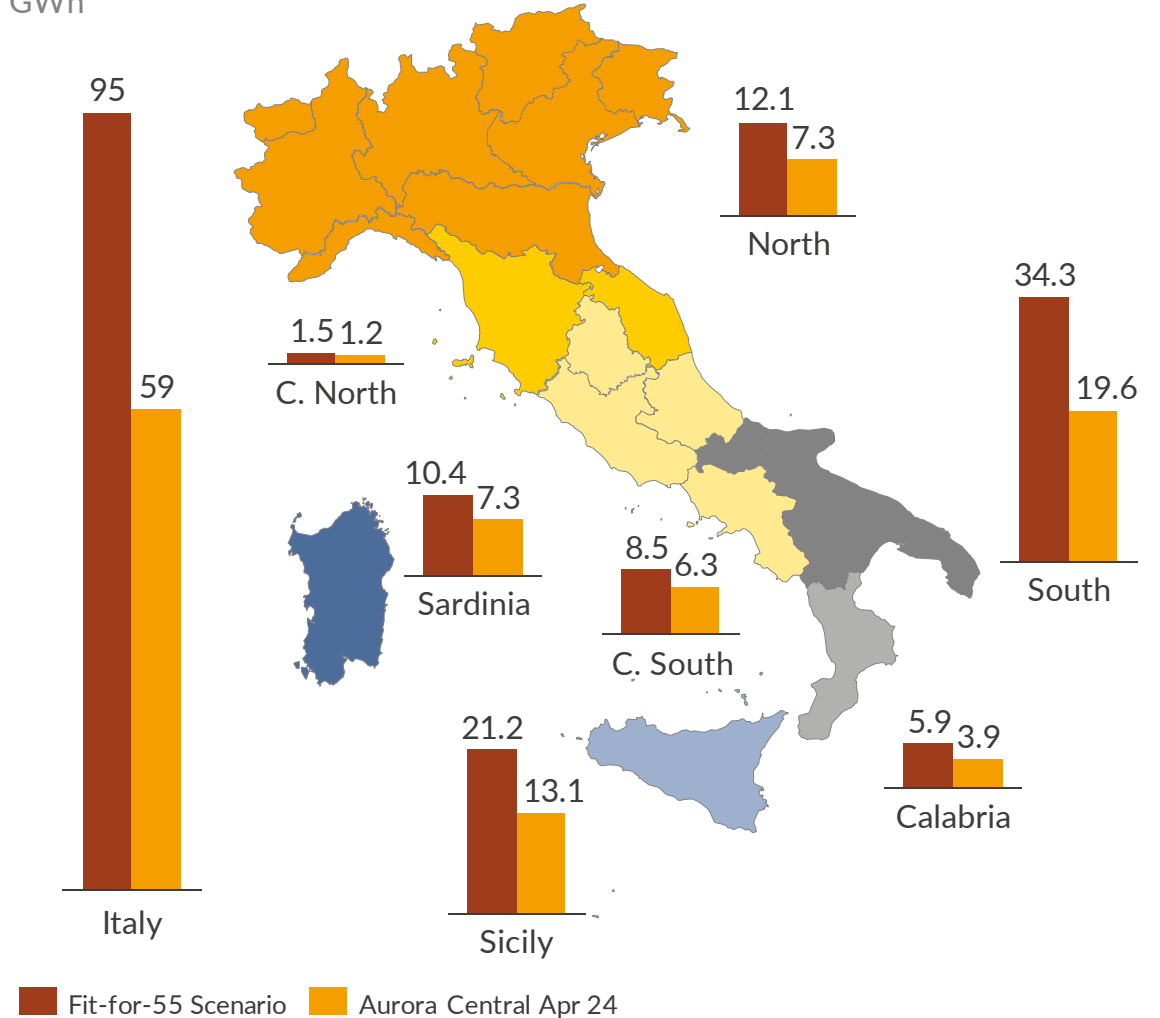 GWh
95
59
Italy
12.1
7.3
North
34.3
19.6
South
1.5 1.2
C. North
10.4
7.3
Sardinia
8.5
6.3
C. South
21.2
13.1
Sicily
5.9
3.9
Calabria
Fit-for-55 Scenario
Aurora Central Apr 24